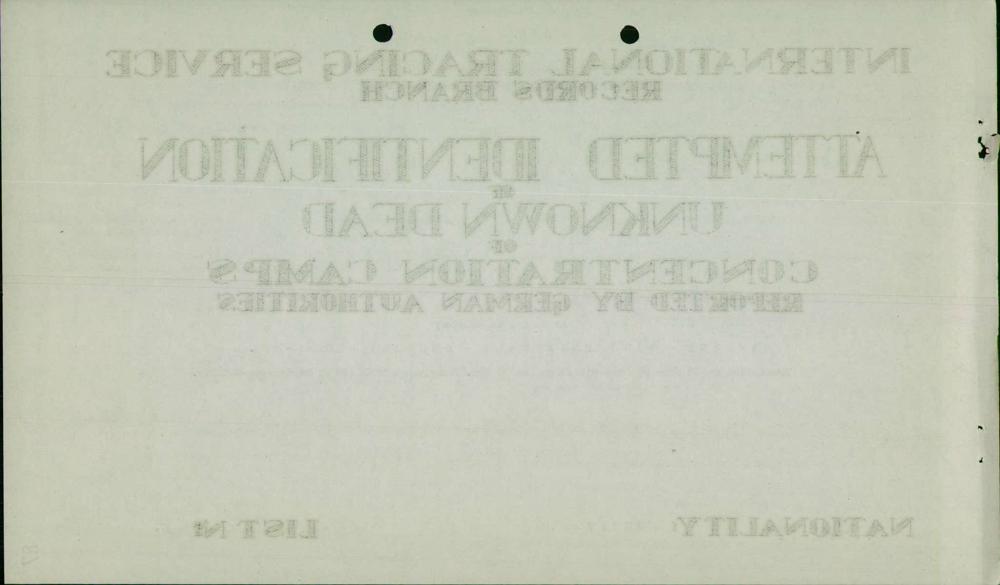 INTERNATIONAL TRACING SERVICE
RECORDS BRANCH
ATTEMPTED IDENTIFICATION
OF
UNKNOWN DEAD
OF
CONCENTRATION CAMPS
REPORTED BY GERMAN AUTHORITIES
NATIONALITY: LIST №